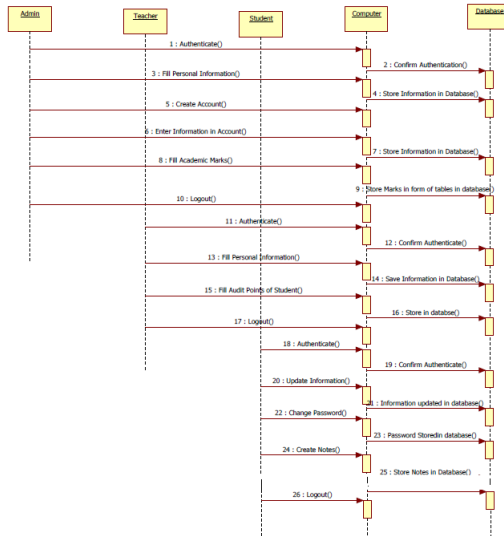 Admin
Teacher
Student
Computer
Database
1 : Authenticate()
2 : Confirm Authentication()
3 : Fill Personal Information()
4 : Store Information in Database()
5 : Create Account()
6 : Enter Information in Account()
7 : Store Information in Database()
8 : Fill Academic Marks()
9 : Store Marks in form of tables in database()
10 : Logout()
11 : Authenticate()
12 : Confirm Authenticate()
13 : Fill Personal Information()
14 : Save Information in Database()
15 : Fill Audit Points of Student()
16 : Store in databse()
17 : Logout()
18 : Authenticate()
19 : Confirm Authenticate()
20 : Update Information()
21 : Information updated in database()
22 : Change Password()
23 : Password Storedin database()
24 : Create Notes()
25 : Store Notes in Database()
26 : Logout()